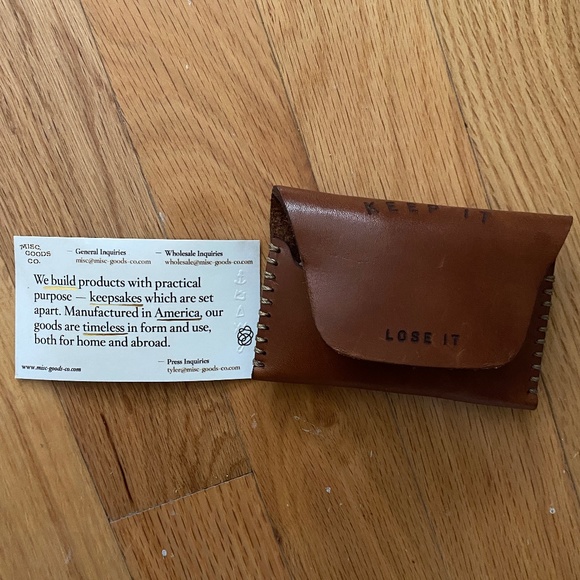 MISC.
GOODS
CO.
— General Inquiries
misc@misc-goods-co.com
— Wholesale Inquiries
wholesale@misc-goods-co.com
We build products with practical
purpose — keepsakes which are set
apart. Manufactured in America, our
goods are timeless in form and use,
both for home and abroad.
— Press Inquiries
tyler@misc-goods-co.com
www.misc-goods-co.com
KEEP IT
LOSE IT